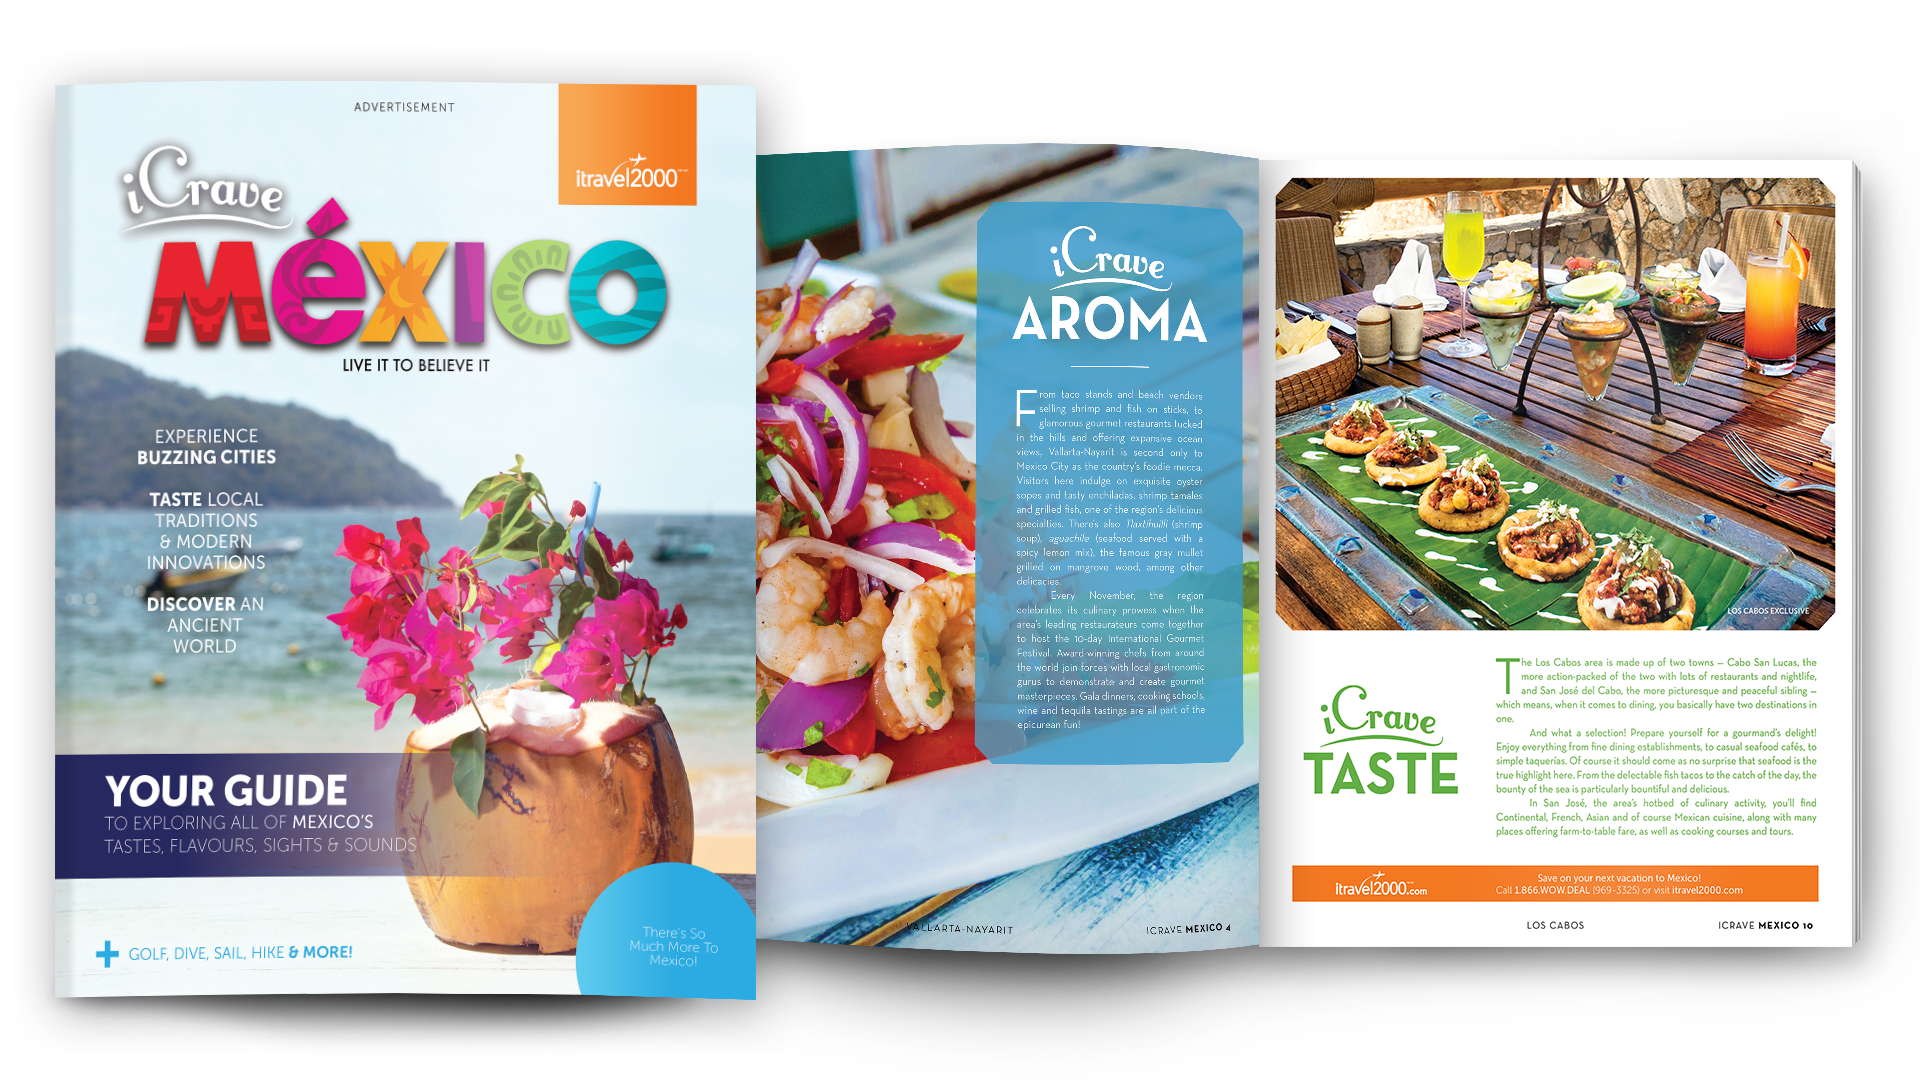 ADVERTISEMENT
itravel2000
iCrave
MéXICO
LIVE IT TO BELIEVE IT
EXPERIENCE
BUZZING CITIES
TASTE LOCAL
TRADITIONS
& MODERN
INNOVATIONS
DISCOVER AN
ANCIENT
WORLD
YOUR GUIDE
TO EXPLORING ALL OF MEXICO'S
TASTES, FLAVOURS, SIGHTS & SOUNDS
+ GOLF, DIVE, SAIL, HIKE & MORE!
There's So
Much More To
Mexico!
iCrave
AROMA
From taco stands and beach vendors
selling shrimp and fish on sticks, to
glamorous gourmet restaurants tucked
in the hills and offering expansive ocean
views, Vallarta-Nayarit is second only to
Mexico City as the country's foodie mecca.
Visitors here indulge on exquisite oyster
sopes and tasty enchiladas, shrimp tamales
and grilled fish, one of the region's delicious
specialties. There's also Tlaxtihuilli (shrimp
soup), aguachile (seafood served with a
spicy lemon mix), the famous gray mullet
grilled on mangrove wood, among other
delicacies.
Every November, the region
celebrates its culinary prowess when the
area's leading restaurateurs come together
to host the 10-day International Gourmet
Festival. Award-winning chefs from around
the world join forces with local gastronomic
gurus to demonstrate and create gourmet
masterpieces. Gala dinners, cooking schools,
wine and tequila tastings are all part of the
epicurean fun!
VALLARTA-NAYARIT
ICRAVE MEXICO 4
LOS CABOS EXCLUSIVE
iCrave
TASTE
The Los Cabos area is made up of two towns – Cabo San Lucas, the
more action-packed of the two with lots of restaurants and nightlife,
and San José del Cabo, the more picturesque and peaceful sibling –
which means, when it comes to dining, you basically have two destinations in
one.
And what a selection! Prepare yourself for a gourmand's delight!
Enjoy everything from fine dining establishments, to casual seafood cafés, to
simple taquerías. Of course it should come as no surprise that seafood is the
true highlight here. From the delectable fish tacos to the catch of the day, the
bounty of the sea is particularly bountiful and delicious.
In San José, the area's hotbed of culinary activity, you'll find
Continental, French, Asian and of course Mexican cuisine, along with many
places offering farm-to-table fare, as well as cooking courses and tours.
itravel2000.com
Save on your next vacation to Mexico!
Call 1.866.WOW.DEAL (969-3325) or visit itravel2000.com
LOS CABOS
ICRAVE MEXICO 10